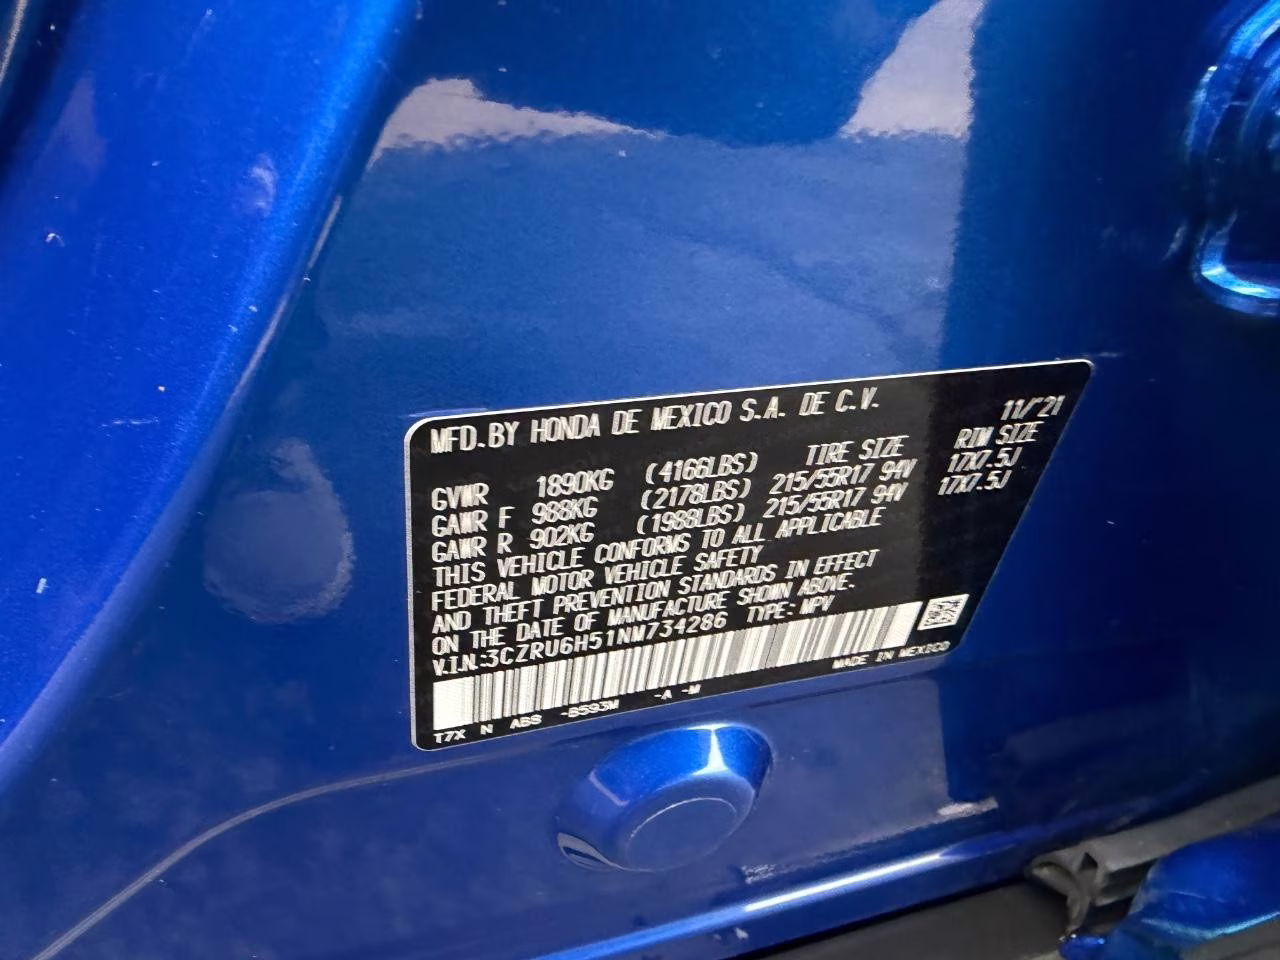 MFD. BY HONDA DE MEXICO S.A. DE C.V. 11/'21
TIRE SIZE RIM SIZE
GVWR 1890KG (4166LBS)
GAWR F 988KG (2178LBS) 215/55R17 94V 17X7.5J
GAWR R 902KG (1988LBS) 215/55R17 94V 17X7.5J
THIS VEHICLE CONFORMS TO ALL APPLICABLE
FEDERAL MOTOR VEHICLE SAFETY
AND THEFT PREVENTION STANDARDS IN EFFECT
ON THE DATE OF MANUFACTURE SHOWN ABOVE.
V.I.N.:3CZRU6H51NM734286 TYPE: MPV
MADE IN MEXICO
T7X N ABS -B593M -A -M